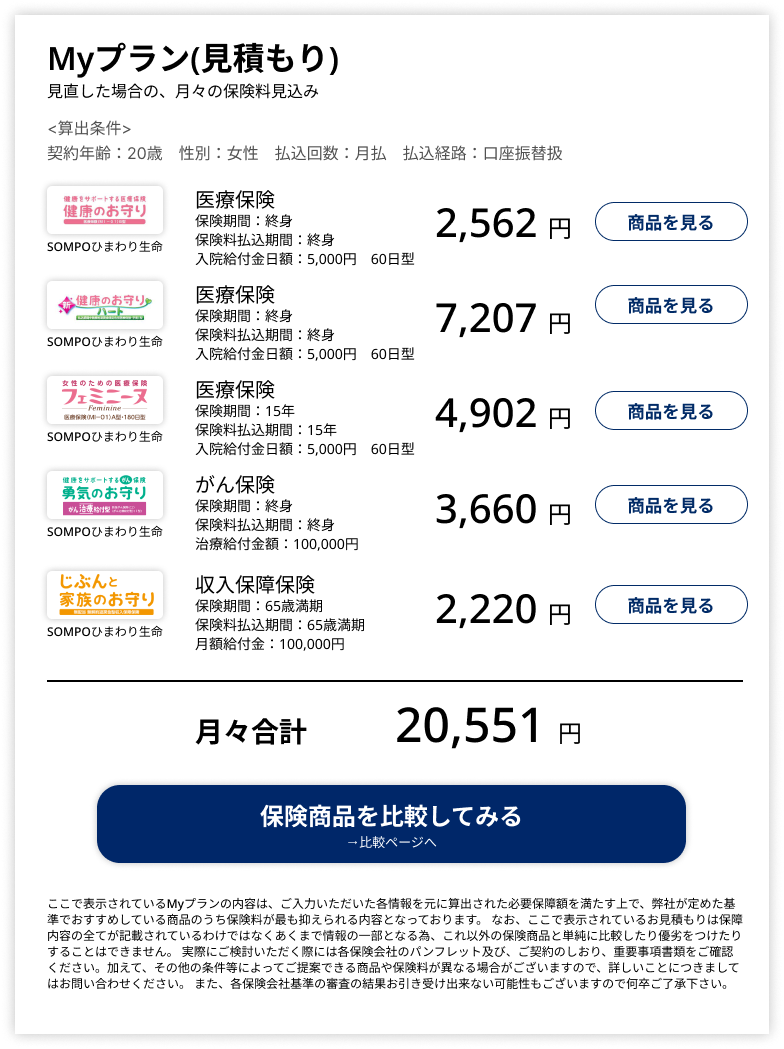 Myプラン(見積もり)
見直した場合の、月々の保険料見込み
<算出条件>
契約年齢：20歳　性別：女性　払込回数：月払　払込経路：口座振替扱
健康をサポートする医療保険
健康のお守り
SOMPOひまわり生命
医療保険
保険期間：終身
保険料払込期間：終身
入院給付金日額：5,000円　60日型
2,562 円
商品を見る
新 健康のお守り
ハート
SOMPOひまわり生命
医療保険
保険期間：終身
保険料払込期間：終身
入院給付金日額：5,000円　60日型
7,207 円
商品を見る
女性のための医療保険
フェミニーヌ
Feminine
医療保険(MI－01)A型・180日型
SOMPOひまわり生命
医療保険
保険期間：15年
保険料払込期間：15年
入院給付金日額：5,000円　60日型
4,902 円
商品を見る
健康をサポートするがん保険
勇気のお守り
がん治療給付型
SOMPOひまわり生命
がん保険
保険期間：終身
保険料払込期間：終身
治療給付金額：100,000円
3,660 円
商品を見る
じぶんと
家族のお守り
SOMPOひまわり生命
収入保障保険
保険期間：65歳満期
保険料払込期間：65歳満期
月額給付金：100,000円
2,220 円
商品を見る
月々合計 20,551 円
保険商品を比較してみる
→比較ページへ
ここで表示されているMyプランの内容は、ご入力いただいた各情報を元に算出された必要保障額を満たす上で、弊社が定めた基
準でおすすめしている商品のうち保険料が最も抑えられる内容となっております。 なお、ここで表示されているお見積もりは保障
内容の全てが記載されているわけではなくあくまで情報の一部となる為、これ以外の保険商品と単純に比較したり優劣をつけたり
することはできません。 実際にご検討いただく際には各保険会社のパンフレット及び、ご契約のしおり、重要事項書類をご確認
ください。加えて、その他の条件等によってご提案できる商品や保険料が異なる場合がございますので、詳しいことにつきまして
はお問い合わせください。 また、各保険会社基準の審査の結果お引き受け出来ない可能性もございますので何卒ご了承下さい。